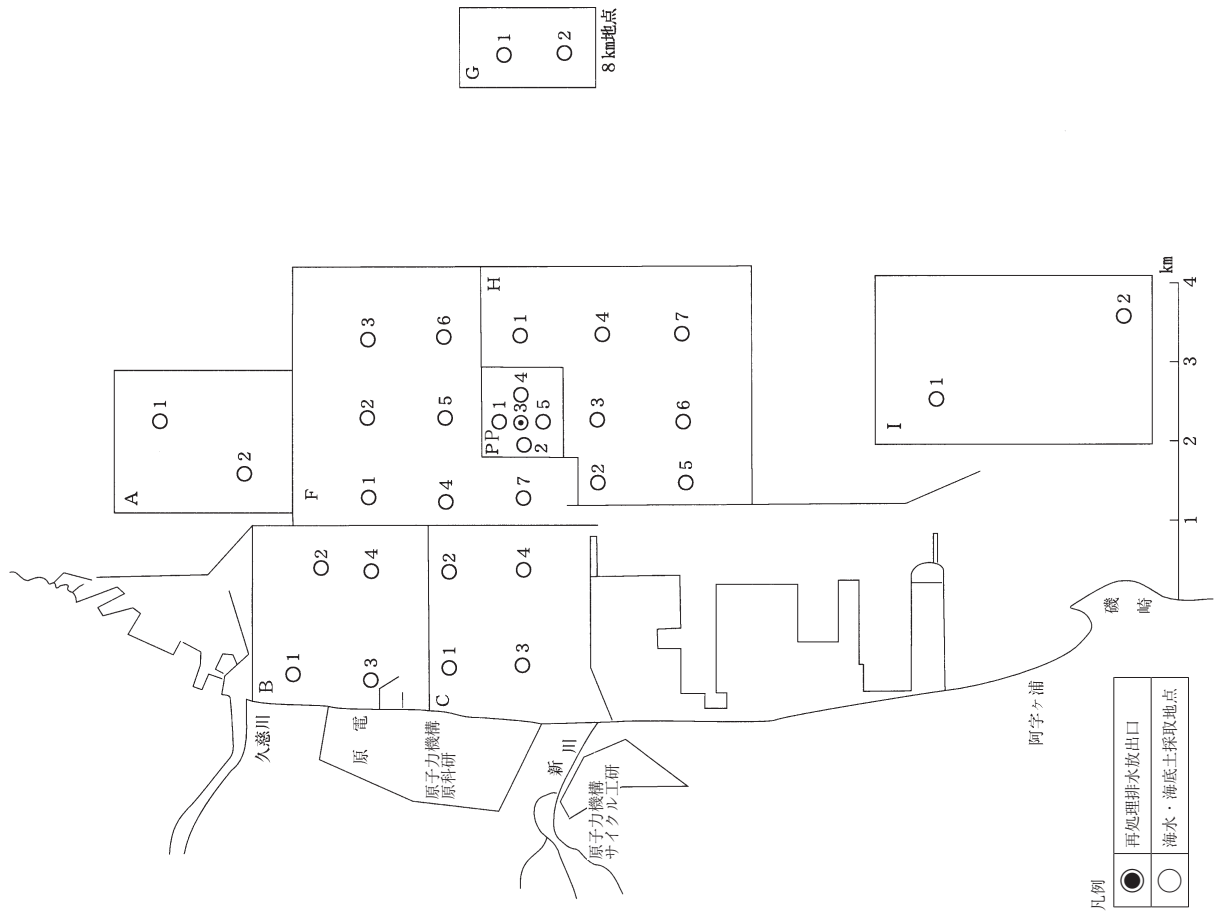 A
1
2
B
1
2
3
4
C
1
2
3
4
F
1
2
3
4
5
6
7
PP
1
2
3
4
5
H
1
2
3
4
5
6
7
G
1
2
8km地点
I
1
2
久慈川
原電
原子力機構
原科研
新川
原子力機構
サイクル工研
阿字ヶ浦
磯崎
km
1
2
3
4
凡例
再処理排水放出口
海水・海底土採取地点